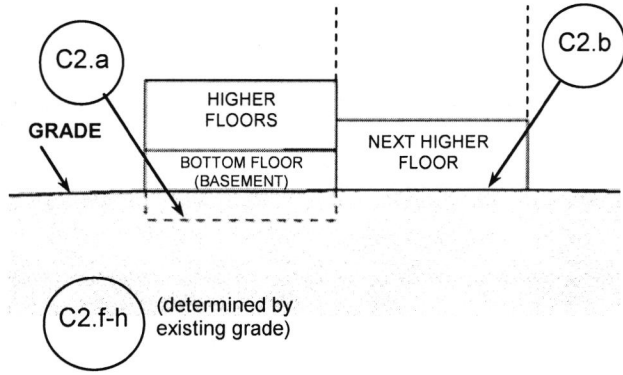 C2.a
C2.b
HIGHER
FLOORS
GRADE
NEXT HIGHER
FLOOR
BOTTOM FLOOR
(BASEMENT)
C2.f-h
(determined by
existing grade)